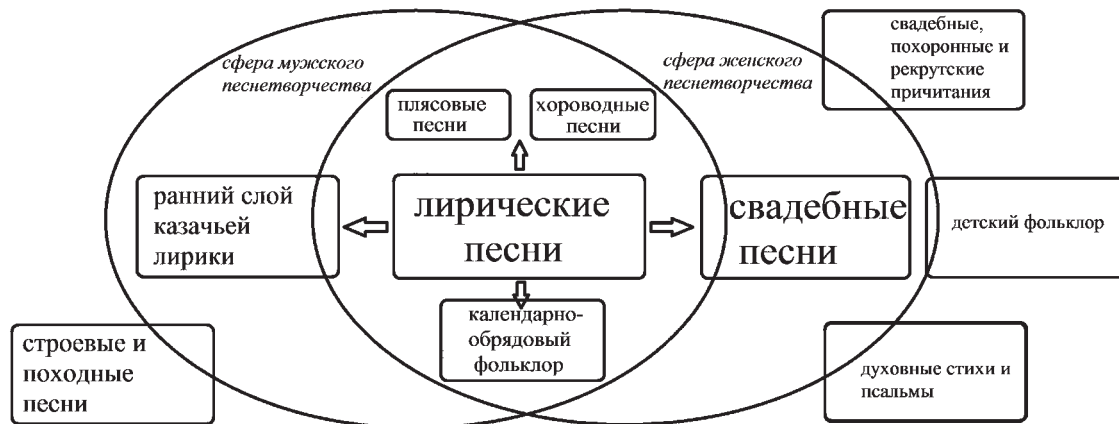 сфера мужского
песнетворчества
сфера женского
песнетворчества
свадебные,
похоронные и
рекрутские
причитания
плясовые
песни
хороводные
песни
ранний слой
казачьей
лирики
лирические
песни
свадебные
песни
детский фольклор
календарно-
обрядовый
фольклор
строевые и
походные
песни
духовные стихи и
псальмы